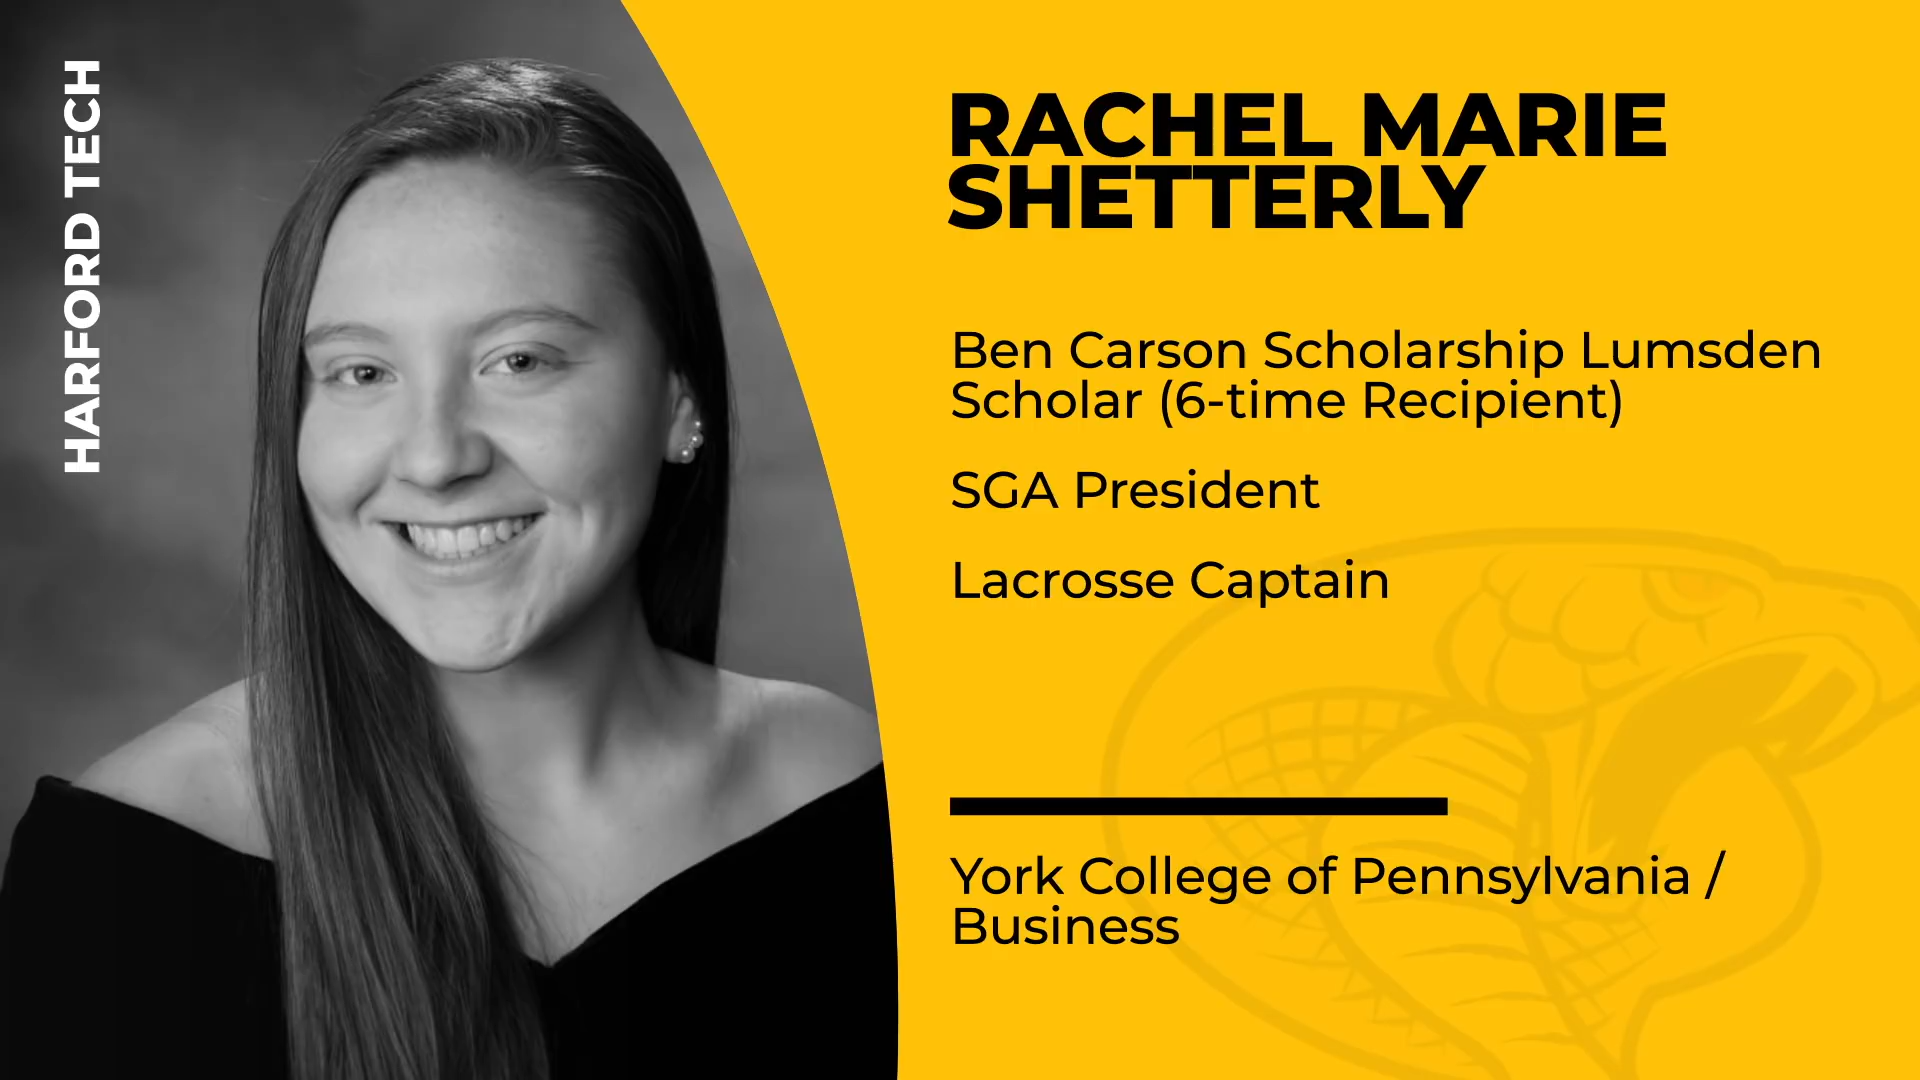 HARFORD TECH
RACHEL MARIE
SHETTERLY
Ben Carson Scholarship Lumsden
Scholar (6-time Recipient)
SGA President
Lacrosse Captain
York College of Pennsylvania /
Business